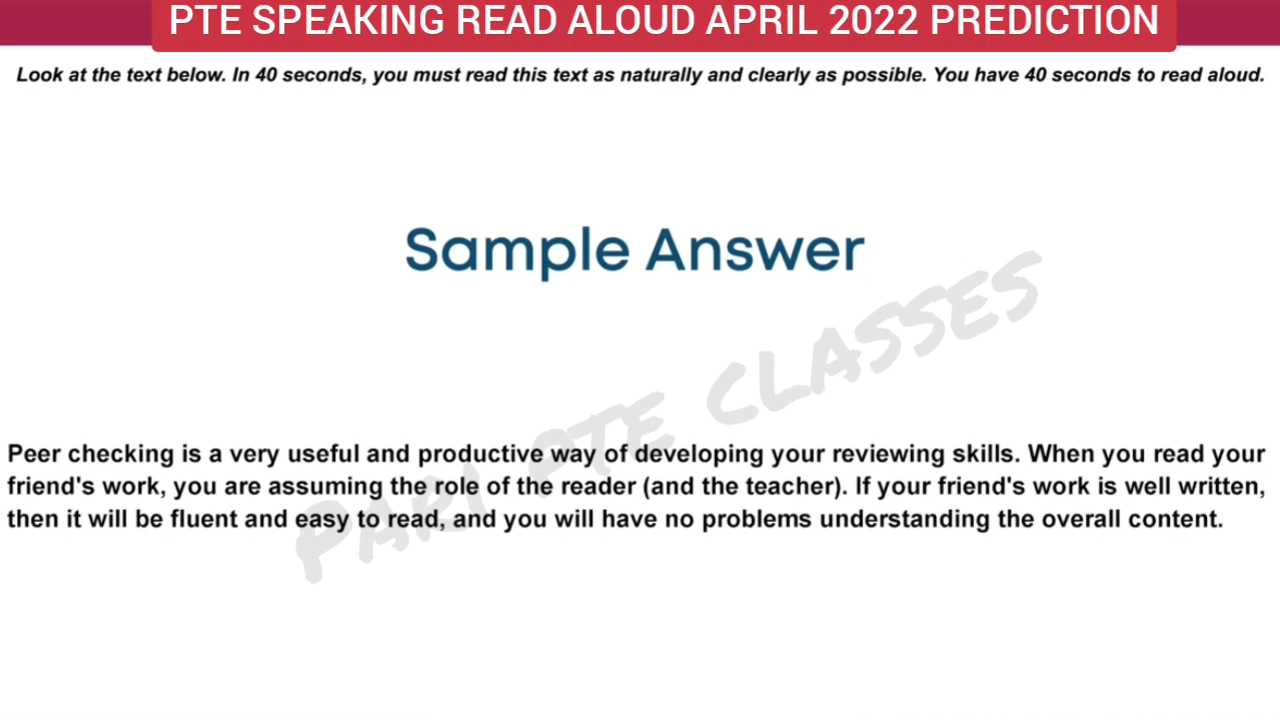 PTE SPEAKING READ ALOUD APRIL 2022 PREDICTION
Look at the text below. In 40 seconds, you must read this text as naturally and clearly as possible. You have 40 seconds to read aloud.
Sample Answer
PARI PTE CLASSES
Peer checking is a very useful and productive way of developing your reviewing skills. When you read your
friend's work, you are assuming the role of the reader (and the teacher). If your friend's work is well written,
then it will be fluent and easy to read, and you will have no problems understanding the overall content.